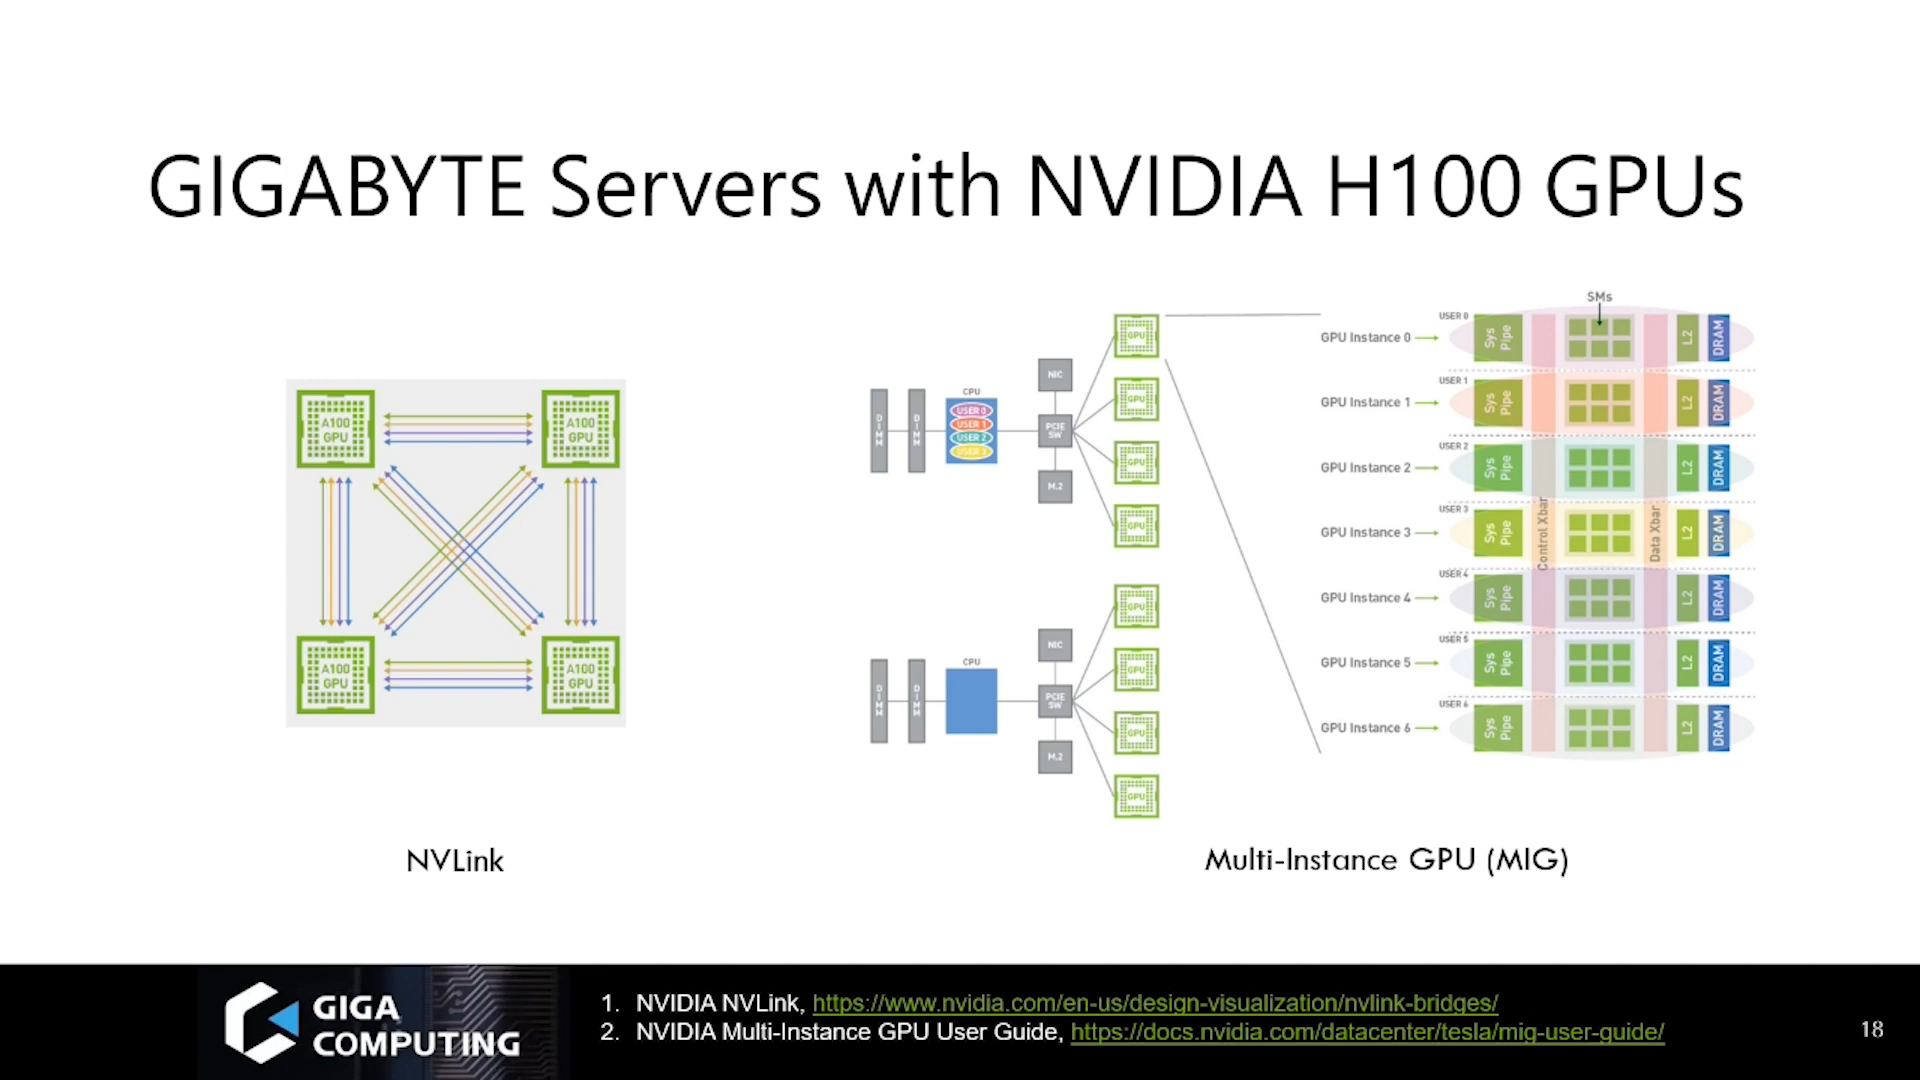 GIGABYTE Servers with NVIDIA H100 GPUs
A100
GPU
A100
GPU
A100
GPU
A100
GPU
NVLink
DIMM
DIMM
CPU
USER 0
USER 1
USER 2
USER 3
NIC
PCIE
SW
M.2
GPU
GPU
GPU
GPU
DIMM
DIMM
CPU
NIC
PCIE
SW
M.2
GPU
GPU
GPU
GPU
SMs
USER 0
GPU Instance 0
Sys
Pipe
L2
DRAM
USER 1
GPU Instance 1
Sys
Pipe
L2
DRAM
USER 2
GPU Instance 2
Sys
Pipe
L2
DRAM
USER 3
GPU Instance 3
Sys
Pipe
Control Xbar
Data Xbar
L2
DRAM
USER 4
GPU Instance 4
Sys
Pipe
L2
DRAM
USER 5
GPU Instance 5
Sys
Pipe
L2
DRAM
USER 6
GPU Instance 6
Sys
Pipe
L2
DRAM
Multi-Instance GPU (MIG)
GIGA
COMPUTING
1. NVIDIA NVLink, https://www.nvidia.com/en-us/design-visualization/nvlink-bridges/
2. NVIDIA Multi-Instance GPU User Guide, https://docs.nvidia.com/datacenter/tesla/mig-user-guide/
18